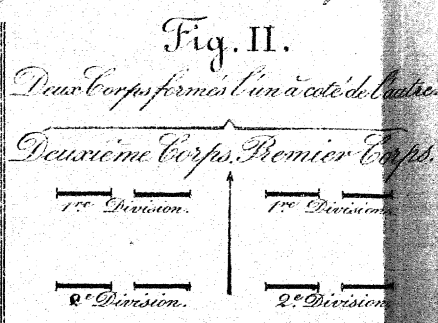 Fig. II.
Deux Corps formés l'un à coté de l'autre.
Deuxième Corps. Premier Corps.
1re Division. 1re Division.
2e Division. 2e Division